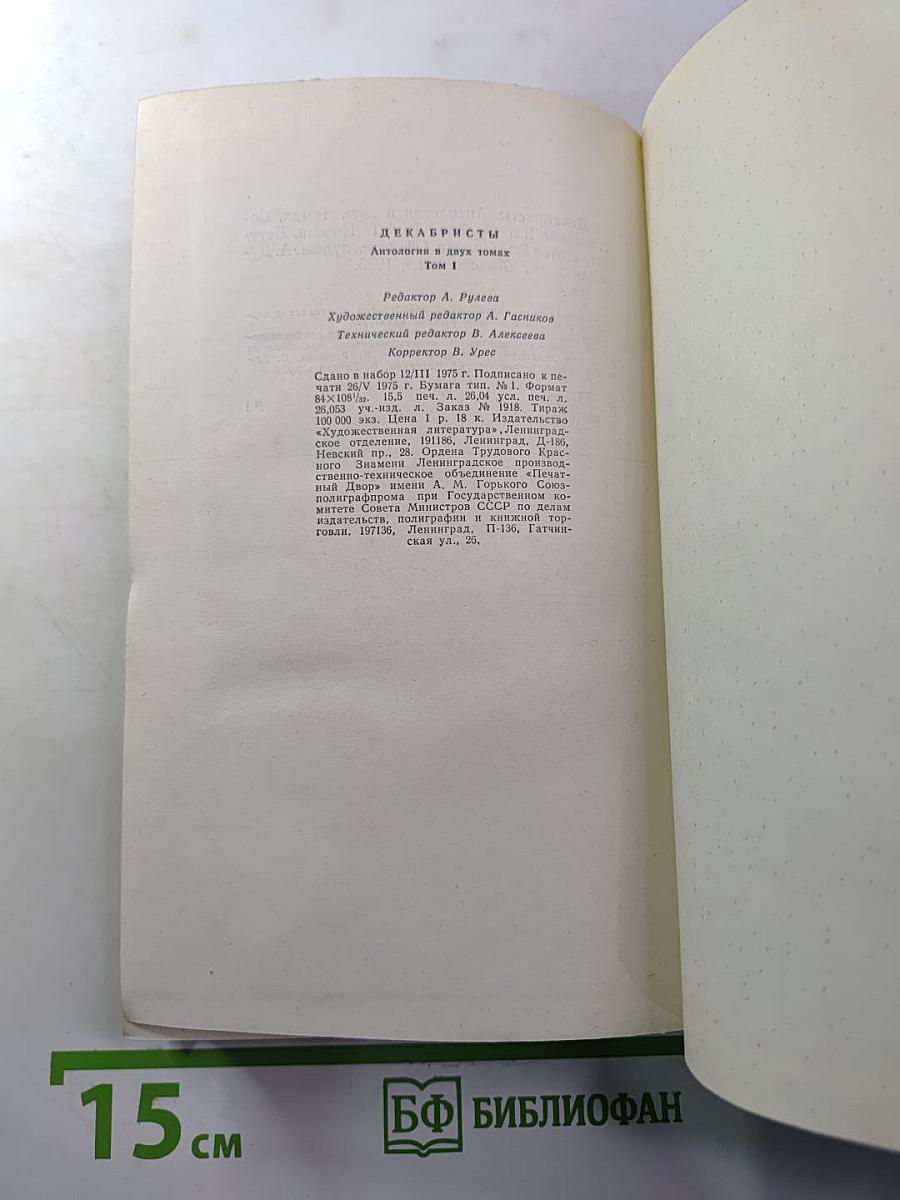 ДЕКАБРИСТЫ
Антология в двух томах
Том I
Редактор А. Рулева
Художественный редактор А. Гасников
Технический редактор В. Алексеева
Корректор В. Урес
Сдано в набор 12/III 1975 г. Подписано к пе-
чати 26/V 1975 г. Бумага тип. № 1. Формат
84×108¹/₃₂. 15,5 печ. л. 26,04 усл. печ. л.
26,053 уч.-изд. л. Заказ № 1918. Тираж
100 000 экз. Цена 1 р. 18 к. Издательство
«Художественная литература», Ленинград-
ское отделение, 191186, Ленинград, Д-186,
Невский пр., 28. Ордена Трудового Крас-
ного Знамени Ленинградское производ-
ственно-техническое объединение «Печат-
ный Двор» имени А. М. Горького Союз-
полиграфпрома при Государственном ко-
митете Совета Министров СССР по делам
издательств, полиграфии и книжной тор-
говли. 197136, Ленинград, П-136, Гатчин-
ская ул., 26.
15 см
БФ БИБЛИОФАН